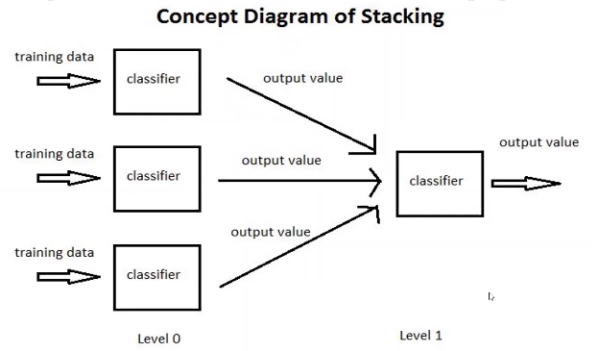 Concept Diagram of Stacking
training data
classifier
output value
training data
classifier
output value
classifier
output value
training data
classifier
output value
Level 0
Level 1